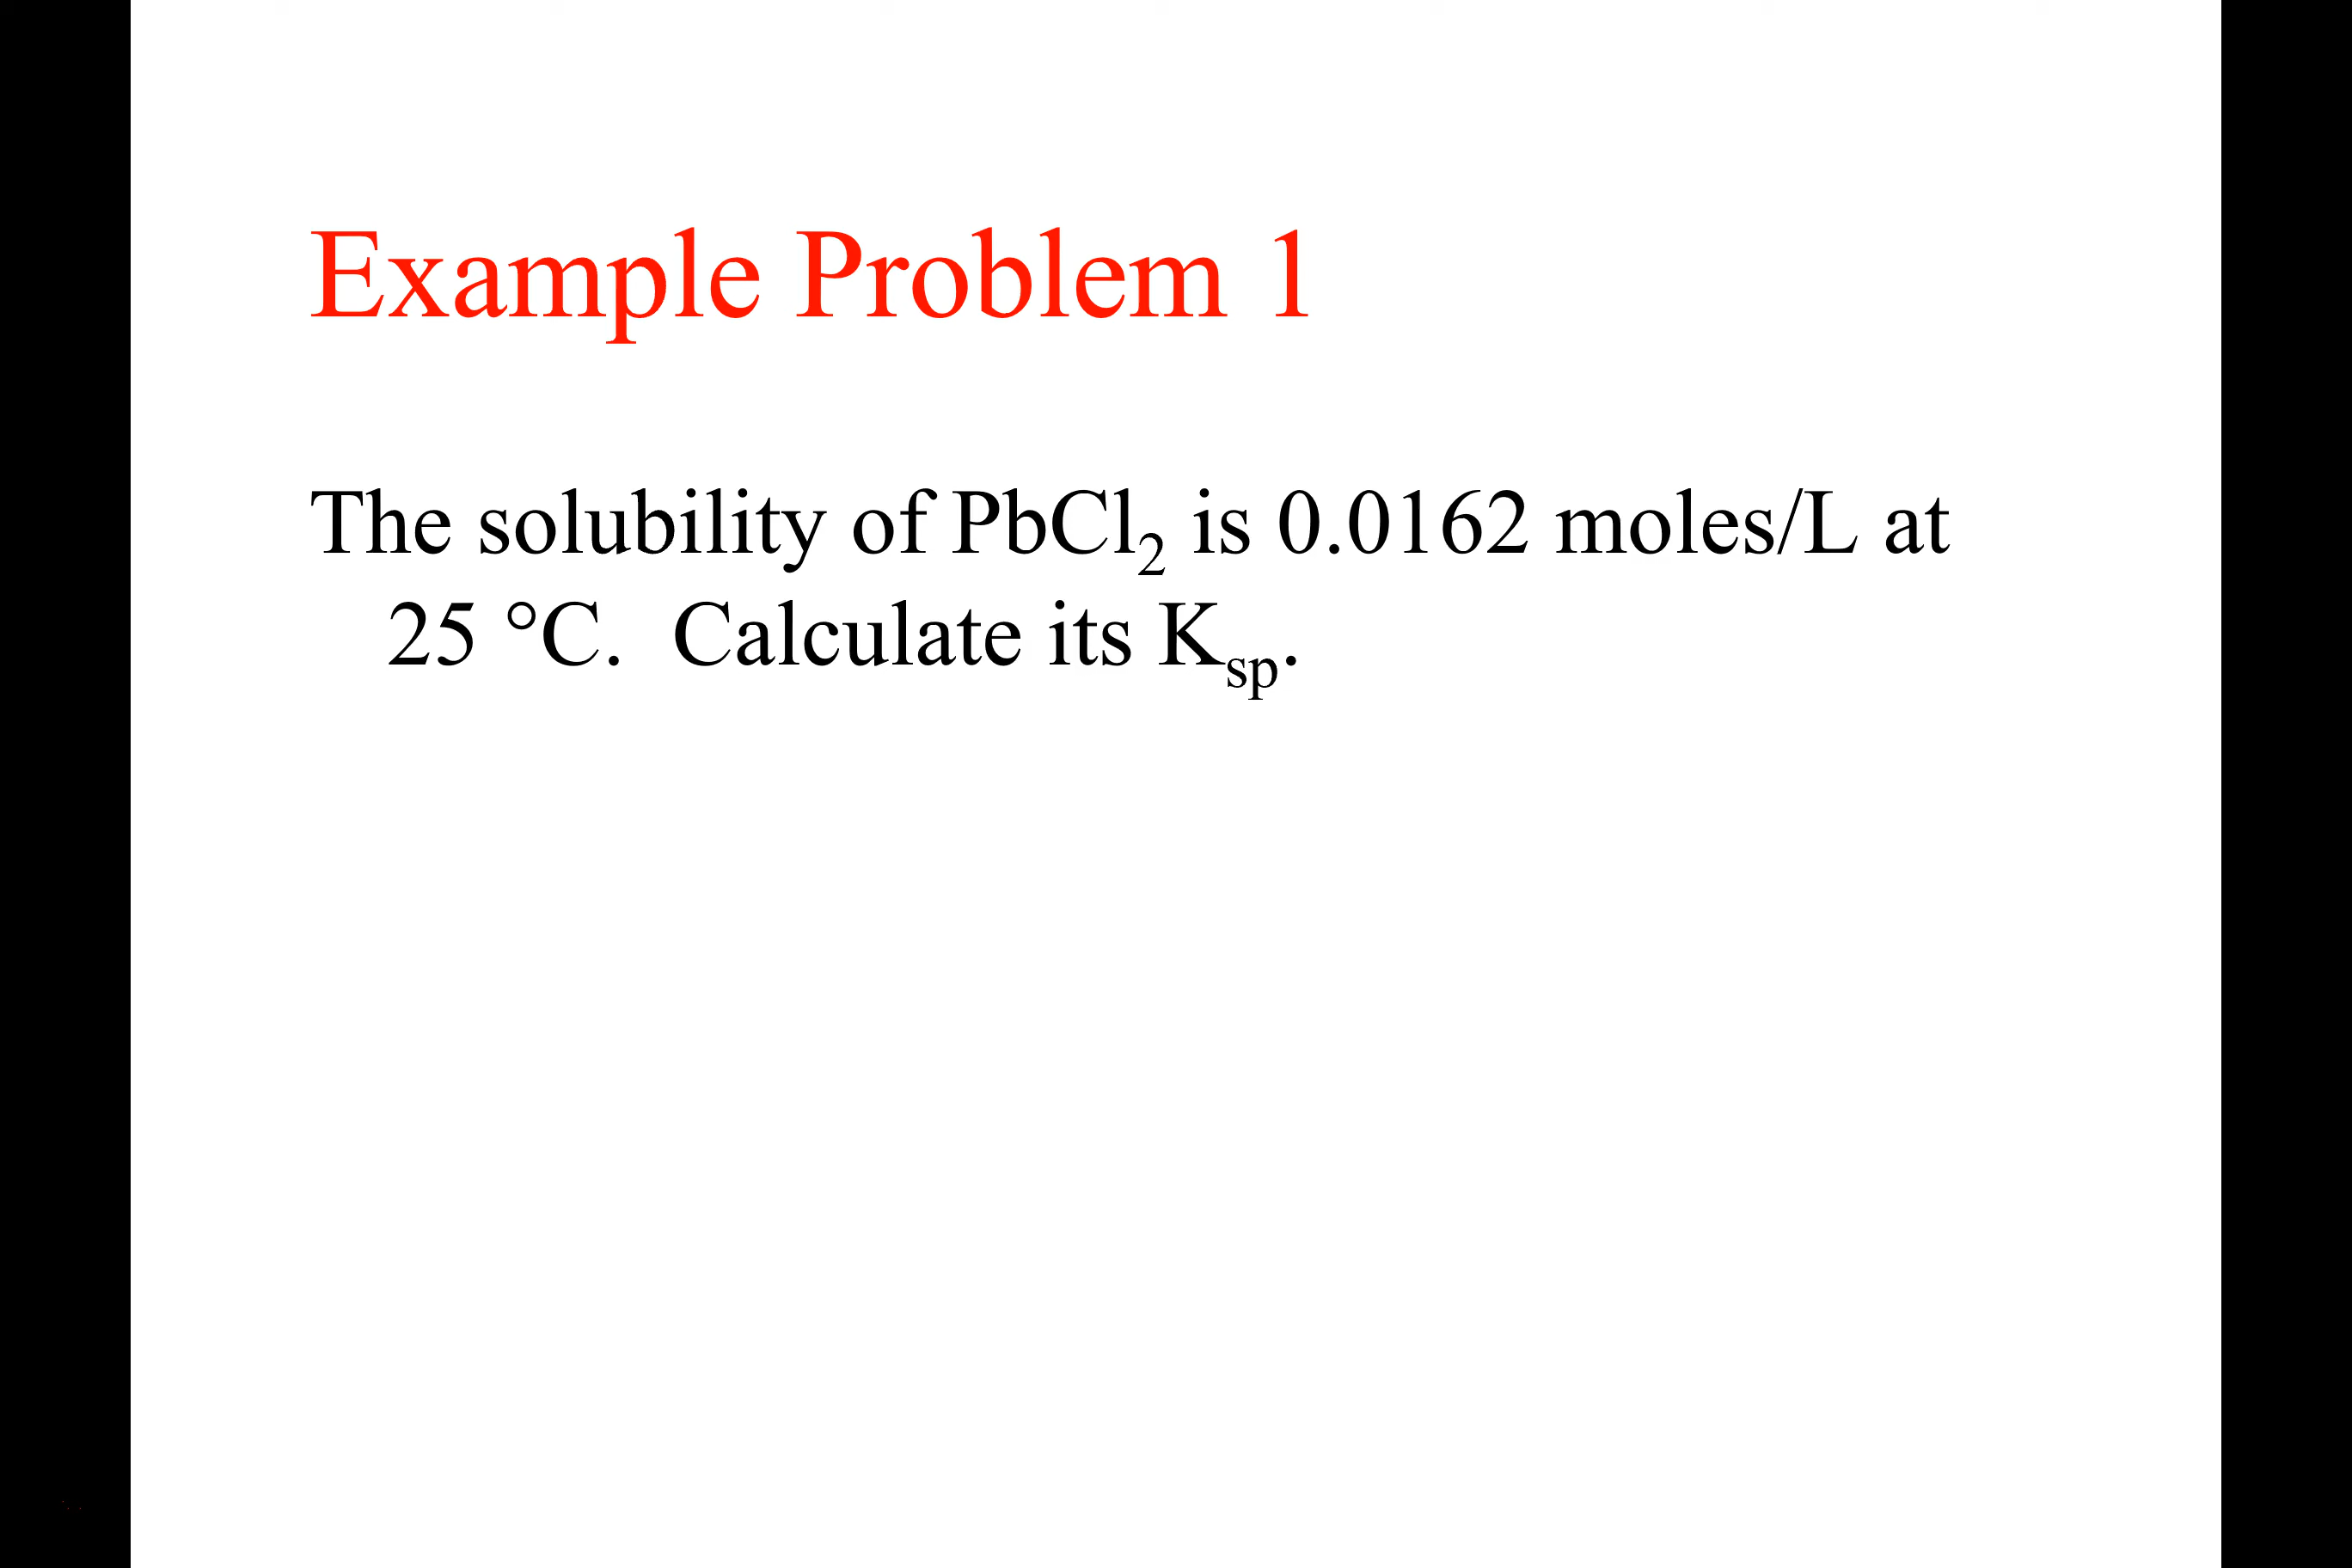 Example Problem 1
The solubility of PbCl₂ is 0.0162 moles/L at
25 °C.  Calculate its Kₛₚ.